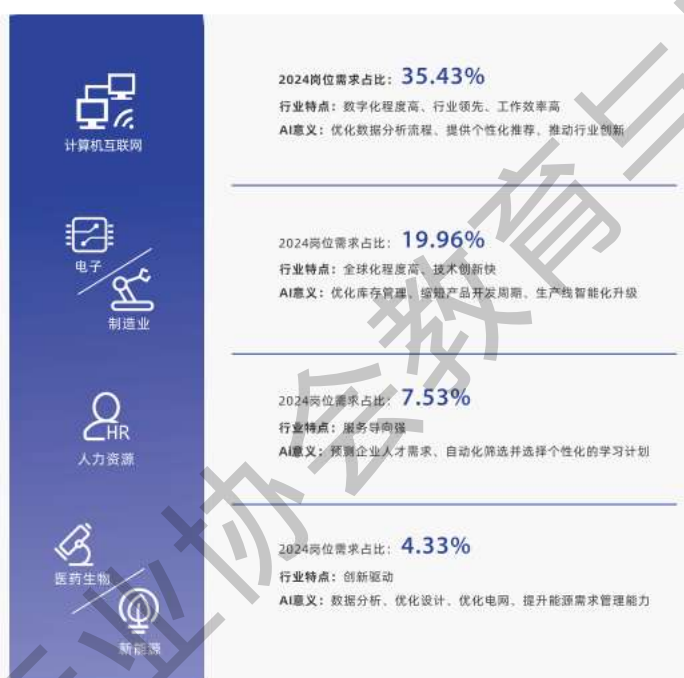 计算机互联网
2024岗位需求占比：35.43%
行业特点：数字化程度高、行业领先、工作效率高
AI意义：优化数据分析流程、提供个性化推荐、推动行业创新
电子
制造业
2024岗位需求占比：19.96%
行业特点：全球化程度高、技术创新快
AI意义：优化库存管理、缩短产品开发周期、生产线智能化升级
HR
人力资源
2024岗位需求占比：7.53%
行业特点：服务导向强
AI意义：预测企业人才需求、自动化筛选并选择个性化的学习计划
医药生物
新能源
2024岗位需求占比：4.33%
行业特点：创新驱动
AI意义：数据分析、优化设计、优化电网、提升能源需求管理能力
业协会教育与